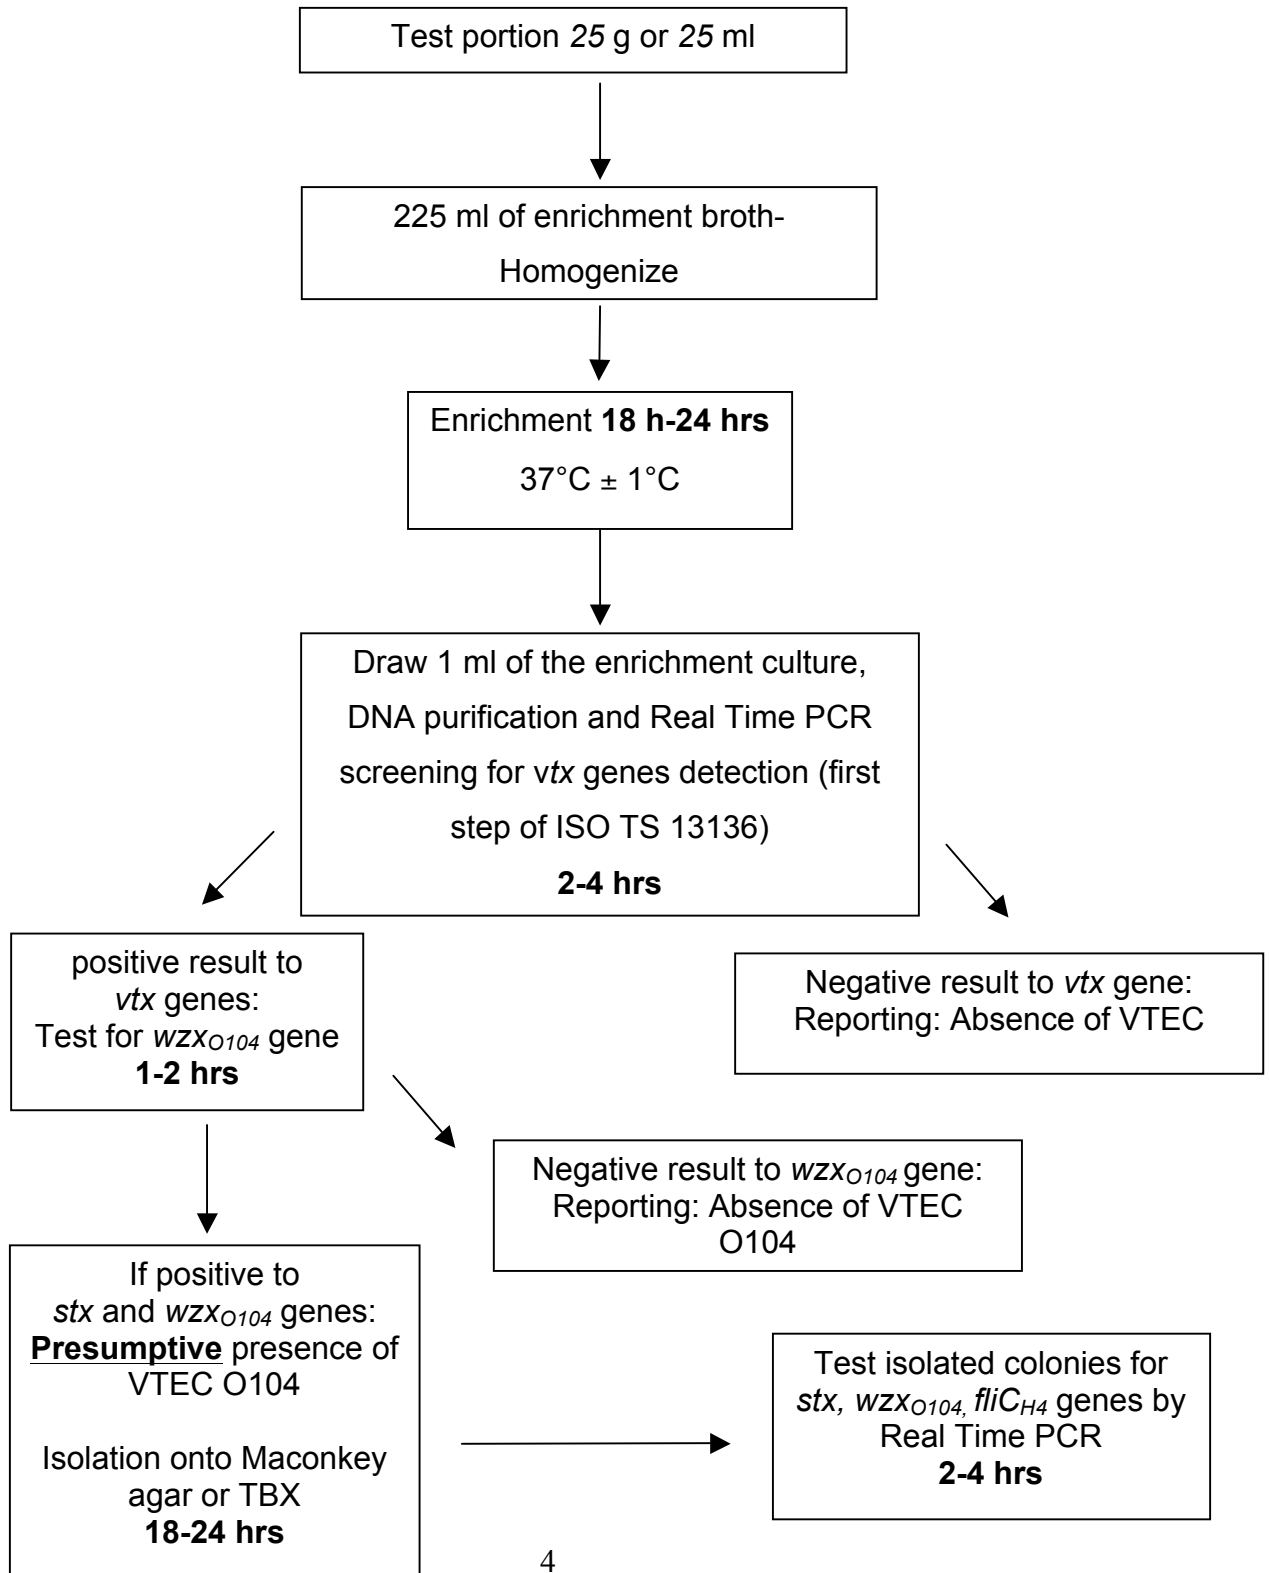 Test portion 25 g or 25 ml
225 ml of enrichment broth-
Homogenize
Enrichment 18 h-24 hrs
37°C ± 1°C
Draw 1 ml of the enrichment culture,
DNA purification and Real Time PCR
screening for vtx genes detection (first
step of ISO TS 13136)
2-4 hrs
positive result to
vtx genes:
Test for wzxO104 gene
1-2 hrs
Negative result to vtx gene:
Reporting: Absence of VTEC
Negative result to wzxO104 gene:
Reporting: Absence of VTEC
O104
If positive to
stx and wzxO104 genes:
Presumptive presence of
VTEC O104
Isolation onto Maconkey
agar or TBX
18-24 hrs
Test isolated colonies for
stx, wzxO104, fliCH4 genes by
Real Time PCR
2-4 hrs
4